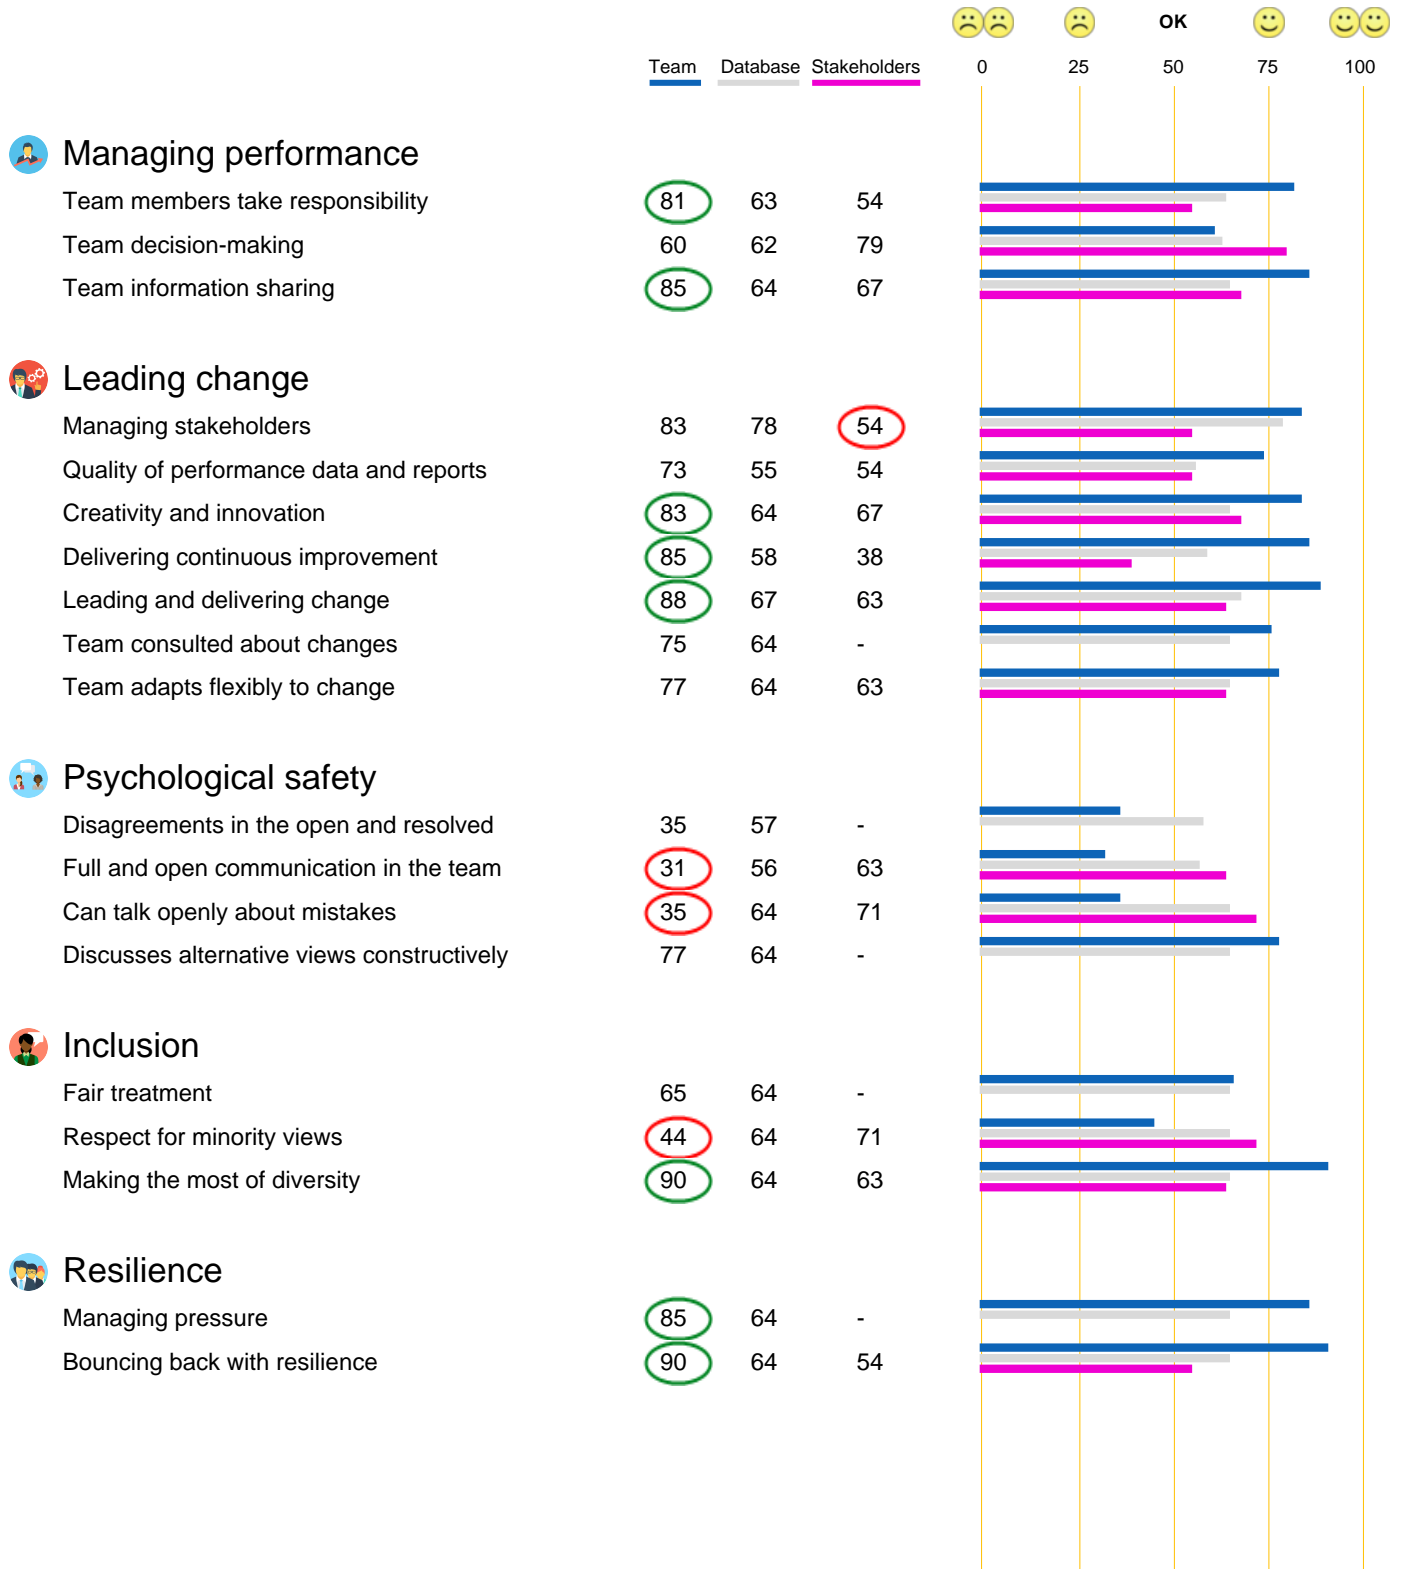 OK
Team Database Stakeholders 0 25 50 75 100
Managing performance
Team members take responsibility 81 63 54
Team decision-making 60 62 79
Team information sharing 85 64 67
Leading change
Managing stakeholders 83 78 54
Quality of performance data and reports 73 55 54
Creativity and innovation 83 64 67
Delivering continuous improvement 85 58 38
Leading and delivering change 88 67 63
Team consulted about changes 75 64 -
Team adapts flexibly to change 77 64 63
Psychological safety
Disagreements in the open and resolved 35 57 -
Full and open communication in the team 31 56 63
Can talk openly about mistakes 35 64 71
Discusses alternative views constructively 77 64 -
Inclusion
Fair treatment 65 64 -
Respect for minority views 44 64 71
Making the most of diversity 90 64 63
Resilience
Managing pressure 85 64 -
Bouncing back with resilience 90 64 54